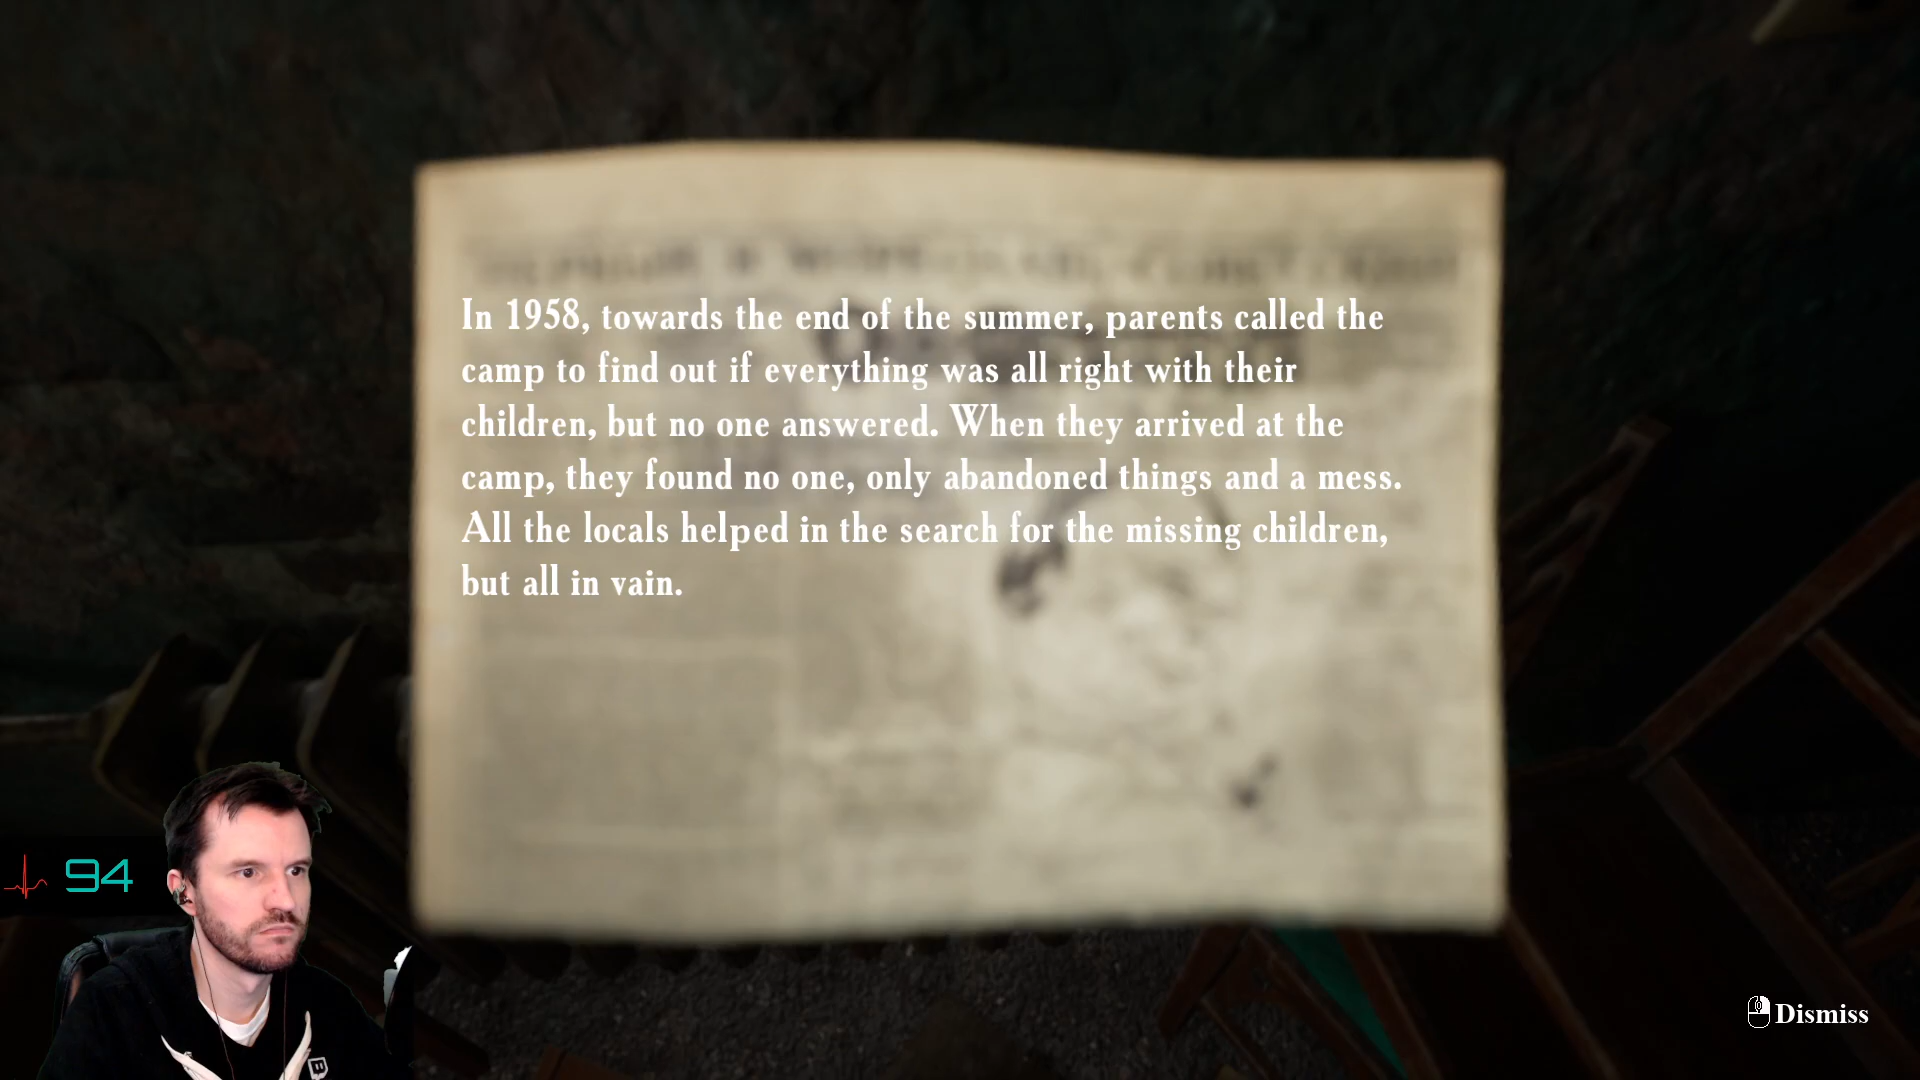 In 1958, towards the end of the summer, parents called the
camp to find out if everything was all right with their
children, but no one answered. When they arrived at the
camp, they found no one, only abandoned things and a mess.
All the locals helped in the search for the missing children,
but all in vain.
94
Dismiss